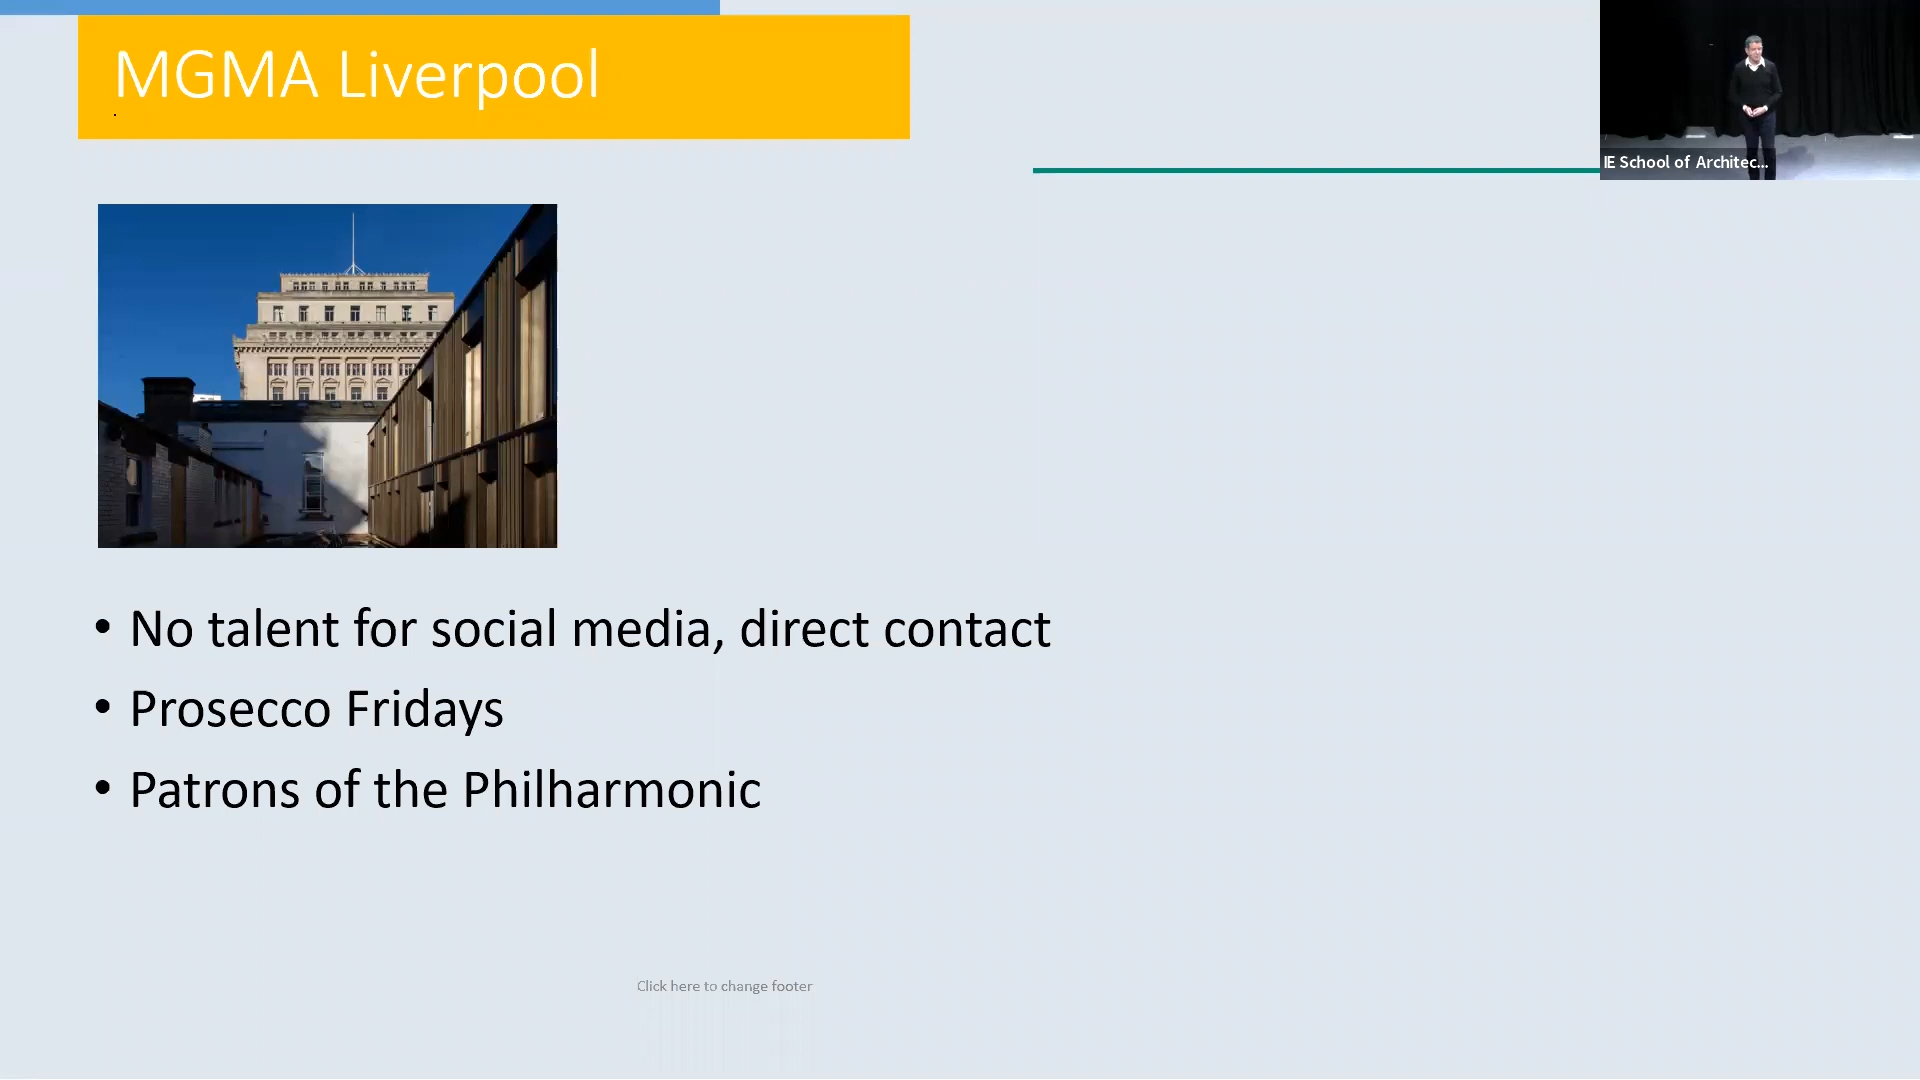 MGMA Liverpool
.
IE School of Architec...
• No talent for social media, direct contact
• Prosecco Fridays
• Patrons of the Philharmonic
Click here to change footer